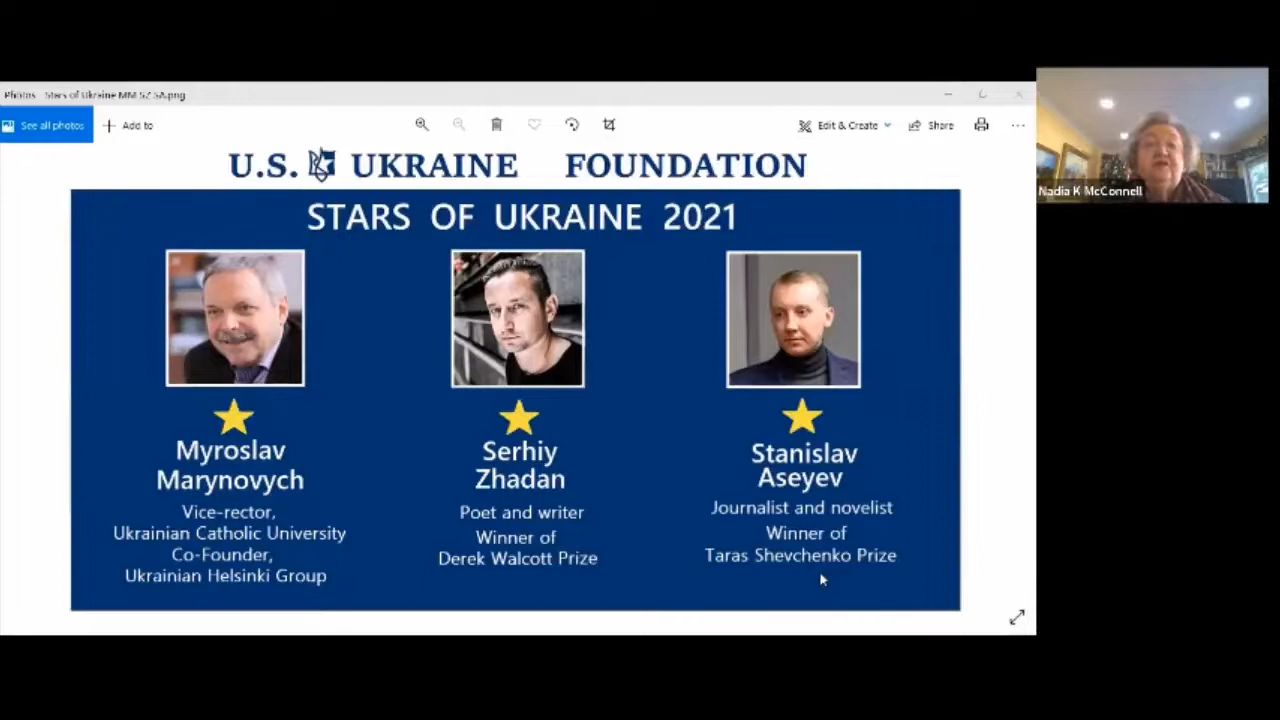 Photos - Stars of Ukraine MM SZ SA.png
See all photos
Add to
Edit & Create
Share
U.S. UKRAINE FOUNDATION
Nadia K McConnell
STARS OF UKRAINE 2021
Myroslav
Marynovych
Vice-rector,
Ukrainian Catholic University
Co-Founder,
Ukrainian Helsinki Group
Serhiy
Zhadan
Poet and writer
Winner of
Derek Walcott Prize
Stanislav
Aseyev
Journalist and novelist
Winner of
Taras Shevchenko Prize